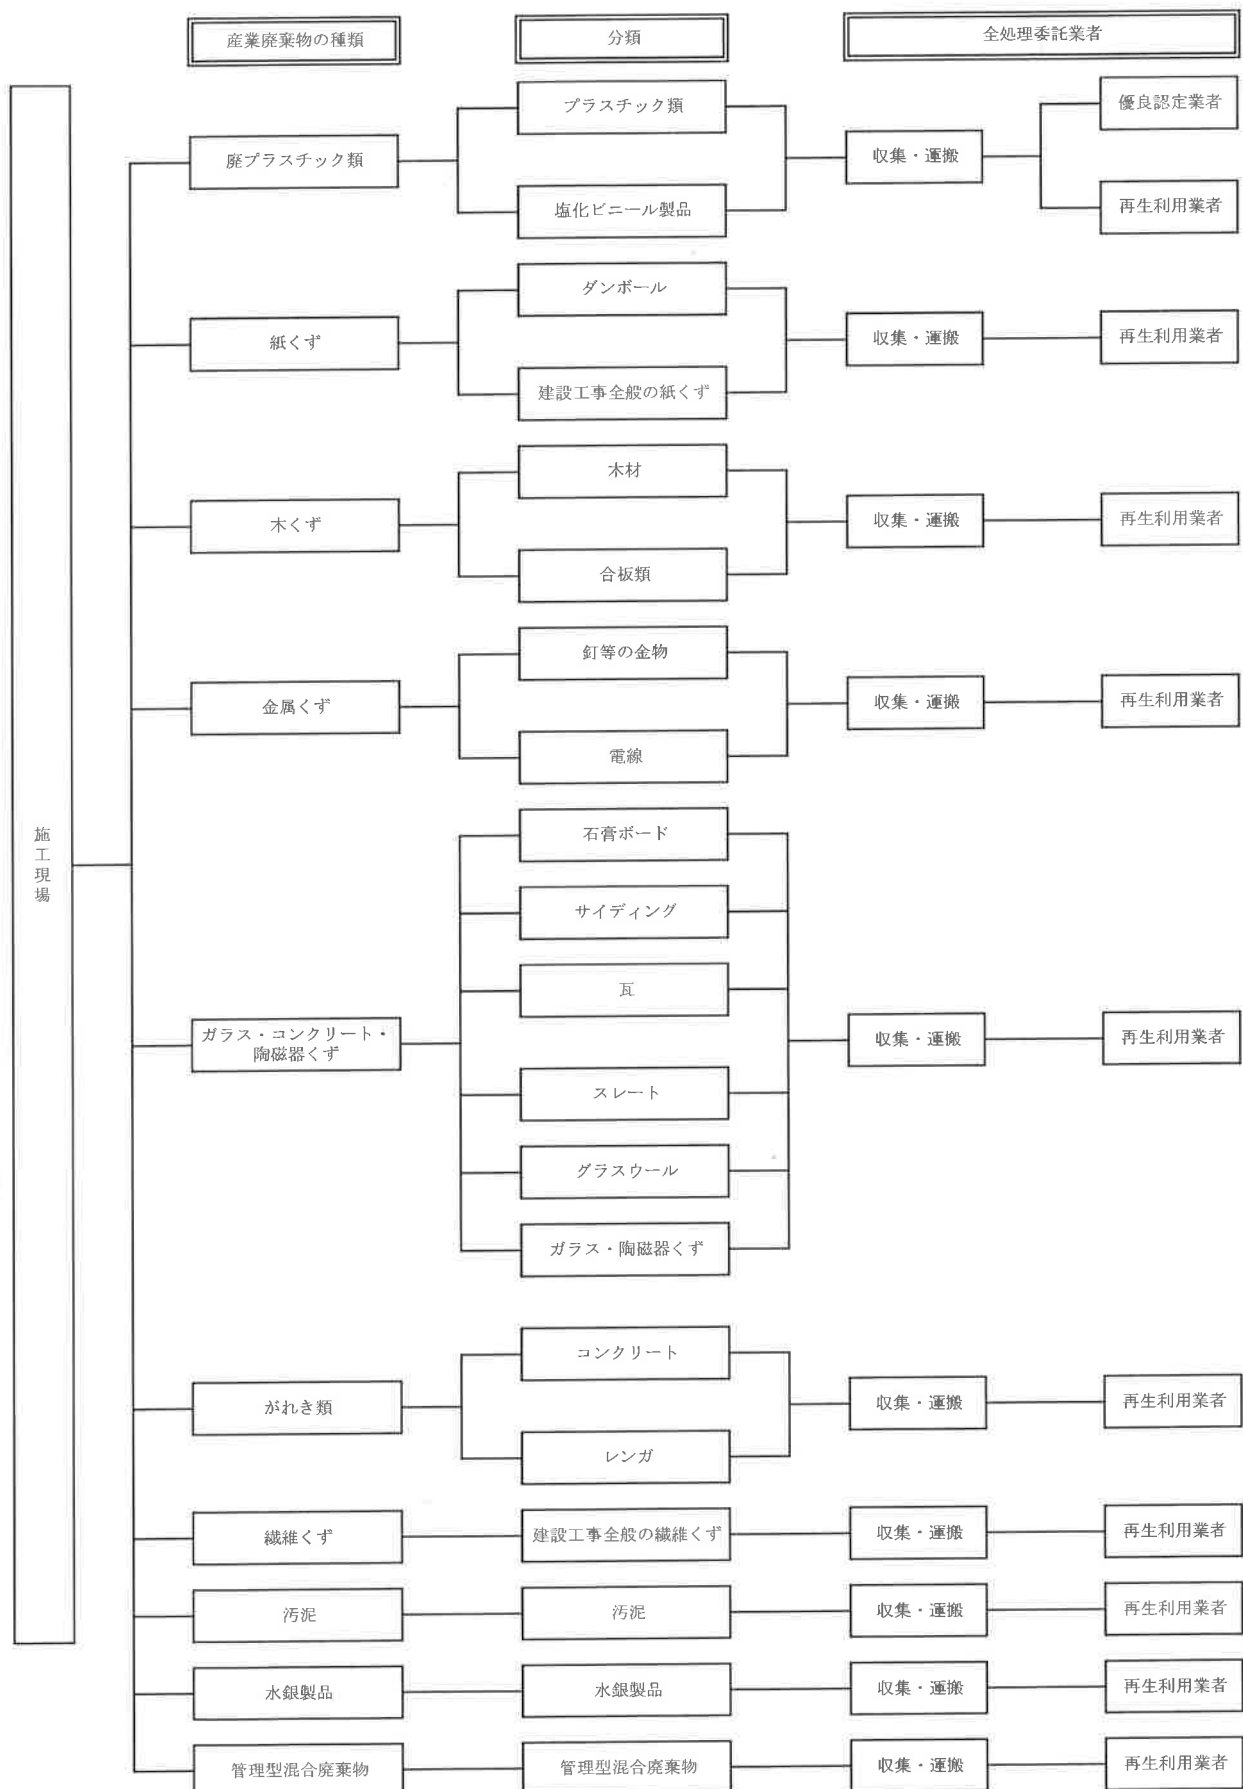 産業廃棄物の種類
分類
全処理委託業者
施工現場
廃プラスチック類
プラスチック類
塩化ビニール製品
収集・運搬
優良認定業者
再生利用業者
紙くず
ダンボール
建設工事全般の紙くず
収集・運搬
再生利用業者
木くず
木材
合板類
収集・運搬
再生利用業者
金属くず
釘等の金物
電線
収集・運搬
再生利用業者
ガラス・コンクリート・
陶磁器くず
石膏ボード
サイディング
瓦
スレート
グラスウール
ガラス・陶磁器くず
収集・運搬
再生利用業者
がれき類
コンクリート
レンガ
収集・運搬
再生利用業者
繊維くず
建設工事全般の繊維くず
収集・運搬
再生利用業者
汚泥
汚泥
収集・運搬
再生利用業者
水銀製品
水銀製品
収集・運搬
再生利用業者
管理型混合廃棄物
管理型混合廃棄物
収集・運搬
再生利用業者